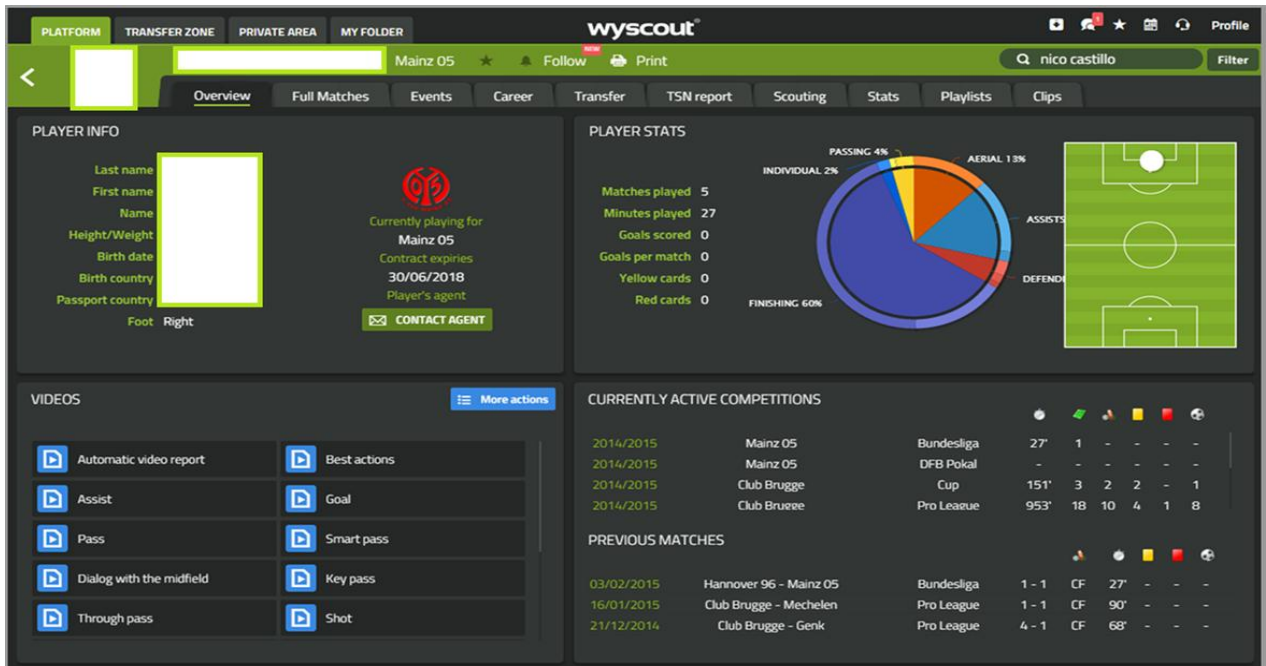 PLATFORM TRANSFER ZONE PRIVATE AREA MY FOLDER wyscout° 1 Profile
Mainz 05 Follow NEW Print nico castillo Filter
Overview Full Matches Events Career Transfer TSN report Scouting Stats Playlists Clips
PLAYER INFO
Last name
First name
Name
Height/Weight
Birth date
Birth country
Passport country
Foot Right
Currently playing for
Mainz 05
Contract expiries
30/06/2018
Player's agent
CONTACT AGENT
PLAYER STATS
Matches played 5
Minutes played 27
Goals scored 0
Goals per match 0
Yellow cards 0
Red cards 0
PASSING 4%
INDIVIDUAL 2%
AERIAL 13%
ASSISTS
DEFENDI
FINISHING 60%
VIDEOS More actions
Automatic video report Best actions
Assist Goal
Pass Smart pass
Dialog with the midfield Key pass
Through pass Shot
CURRENTLY ACTIVE COMPETITIONS
2014/2015 Mainz 05 Bundesliga 27' 1 - - - -
2014/2015 Mainz 05 DFB Pokal - - - - - -
2014/2015 Club Brugge Cup 151' 3 2 2 - 1
2014/2015 Club Brugge Pro League 953' 18 10 4 1 8
PREVIOUS MATCHES
03/02/2015 Hannover 96 - Mainz 05 Bundesliga 1 - 1 CF 27' - - -
16/01/2015 Club Brugge - Mechelen Pro League 1 - 1 CF 90' - - -
21/12/2014 Club Brugge - Genk Pro League 4 - 1 CF 68' - - -